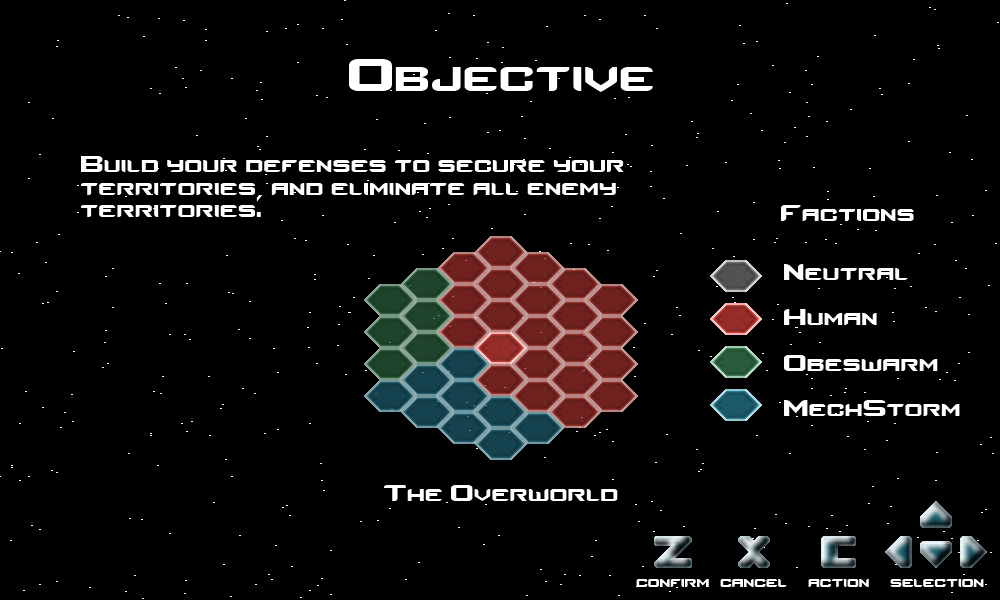 Objective
Build your defenses to secure your
territories, and eliminate all enemy
territories.
Factions
Neutral
Human
Obeswarm
MechStorm
The Overworld
Z X C
Confirm Cancel Action Selection